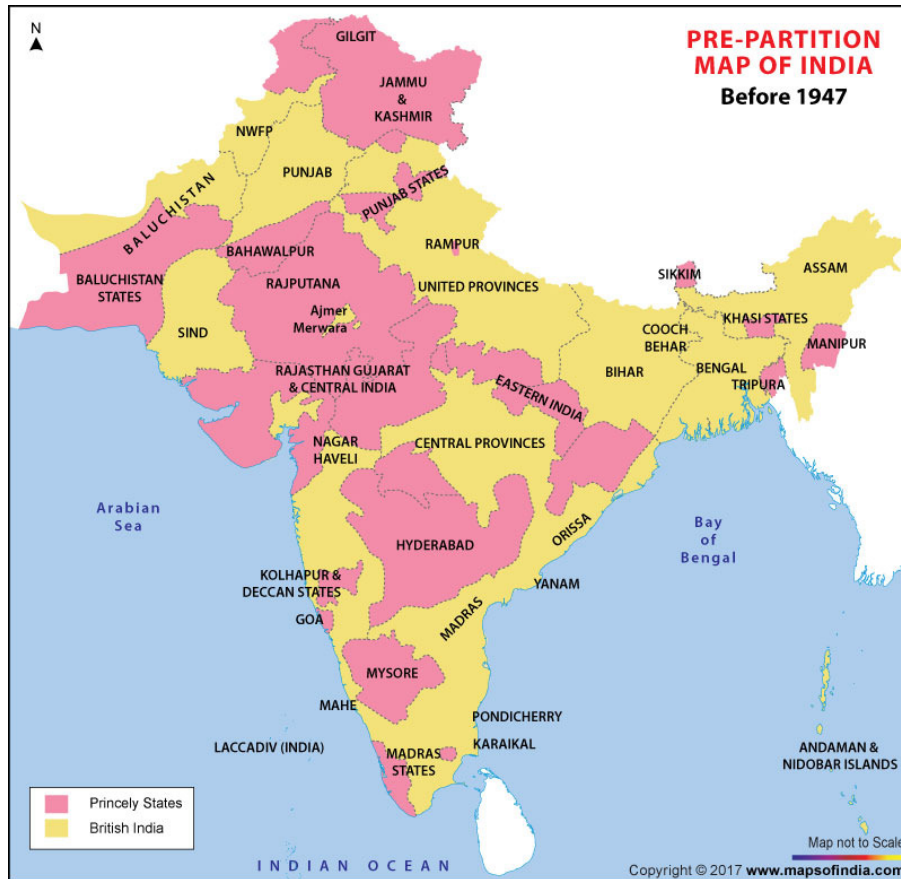 N
PRE-PARTITION
MAP OF INDIA
Before 1947
GILGIT
JAMMU
&
KASHMIR
NWFP
PUNJAB
BALUCHISTAN
PUNJAB STATES
BAHAWALPUR
RAMPUR
BALUCHISTAN
STATES
RAJPUTANA
UNITED PROVINCES
SIKKIM
ASSAM
Ajmer
Merwara
SIND
KHASI STATES
COOCH
BEHAR
MANIPUR
RAJASTHAN GUJARAT
& CENTRAL INDIA
BIHAR
BENGAL
TRIPURA
EASTERN INDIA
NAGAR
HAVELI
CENTRAL PROVINCES
Arabian
Sea
ORISSA
Bay
of
Bengal
HYDERABAD
KOLHAPUR &
DECCAN STATES
YANAM
GOA
MADRAS
MYSORE
MAHE
PONDICHERRY
LACCADIV (INDIA)
KARAIKAL
MADRAS
STATES
ANDAMAN &
NIDOBAR ISLANDS
Princely States
British India
Map not to Scale
INDIAN OCEAN
Copyright © 2017 www.mapsofindia.com